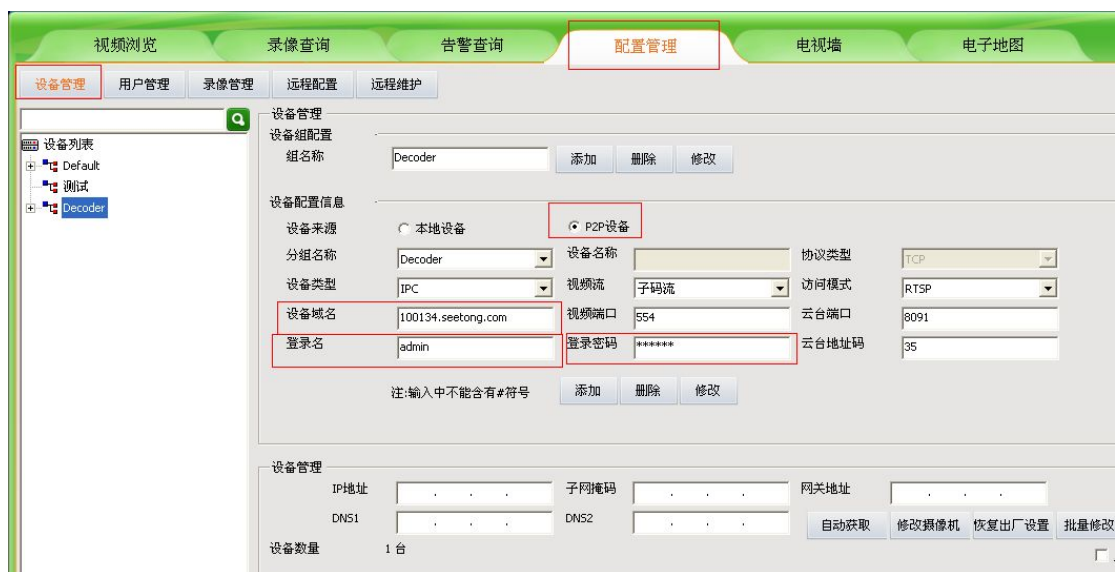 视频浏览 录像查询 告警查询 配置管理 电视墙 电子地图
设备管理 用户管理 录像管理 远程配置 远程维护
设备列表
Default
测试
Decoder
设备管理
设备组配置
组名称 Decoder 添加 删除 修改
设备配置信息
设备来源 本地设备 P2P设备
分组名称 Decoder 设备名称 协议类型 TCP
设备类型 IPC 视频流 子码流 访问模式 RTSP
设备域名 100134.seetong.com 视频端口 554 云台端口 8091
登录名 admin 登录密码 ****** 云台地址码 35
注:输入中不能含有#符号 添加 删除 修改
设备管理
IP地址 . . . 子网掩码 . . . 网关地址 . . .
DNS1 . . . DNS2 . . . 自动获取 修改摄像机 恢复出厂设置 批量修改
设备数量 1 台